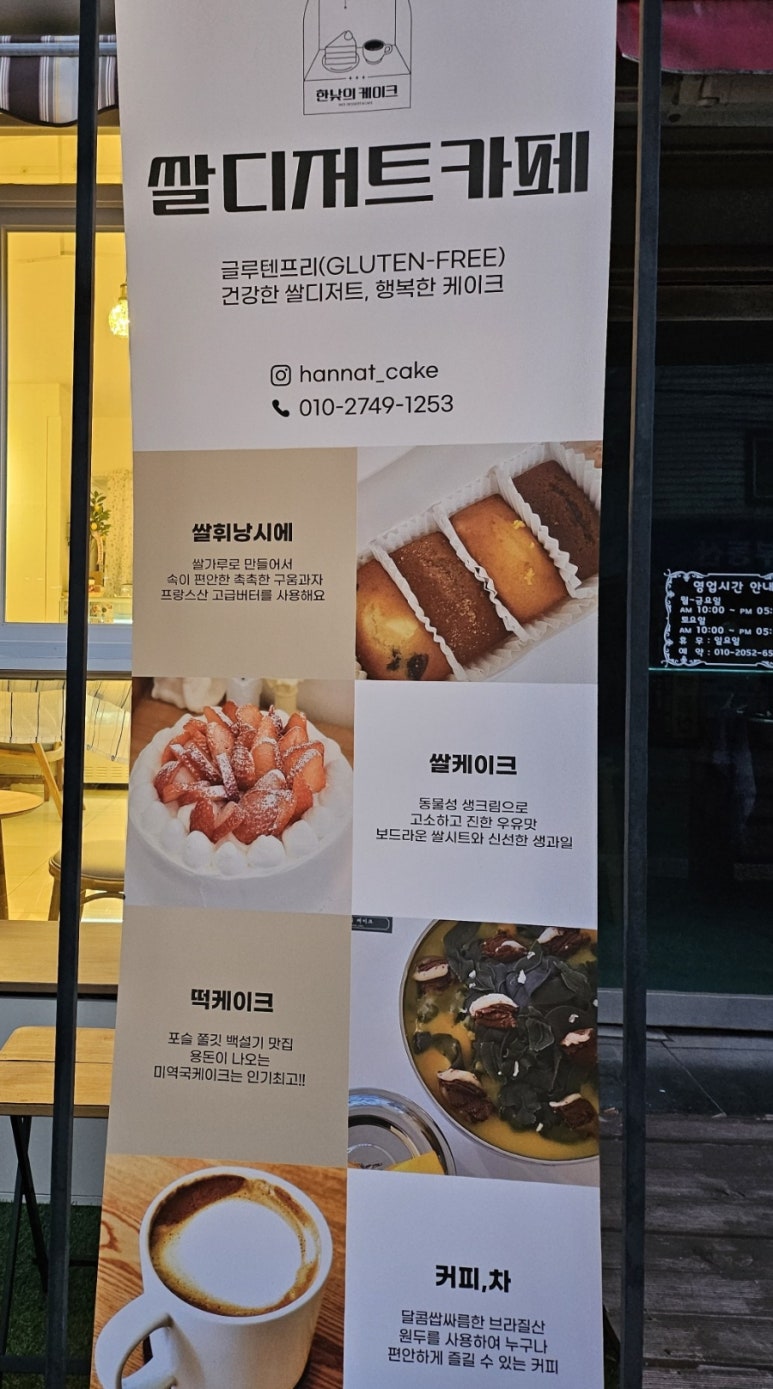 한낮의 케이크
쌀디저트카페
글루텐프리(GLUTEN-FREE)
건강한 쌀디저트, 행복한 케이크
hannat_cake
010-2749-1253
쌀휘낭시에
쌀가루로 만들어서
속이 편안한 촉촉한 구움과자
프랑스산 고급버터를 사용해요
쌀케이크
동물성 생크림으로
고소하고 진한 우유맛
보드라운 쌀시트와 신선한 생과일
떡케이크
포슬 쫄깃 백설기 맛집
용돈이 나오는
미역국케이크는 인기최고!!
커피,차
달콤쌉싸름한 브라질산
원두를 사용하여 누구나
편안하게 즐길 수 있는 커피
영업시간 안내
월~금요일
AM 10:00 ~ PM 05:
토요일
AM 10:00 ~ PM 05:
휴 무 : 일요일
예 약 : 010-2052-65